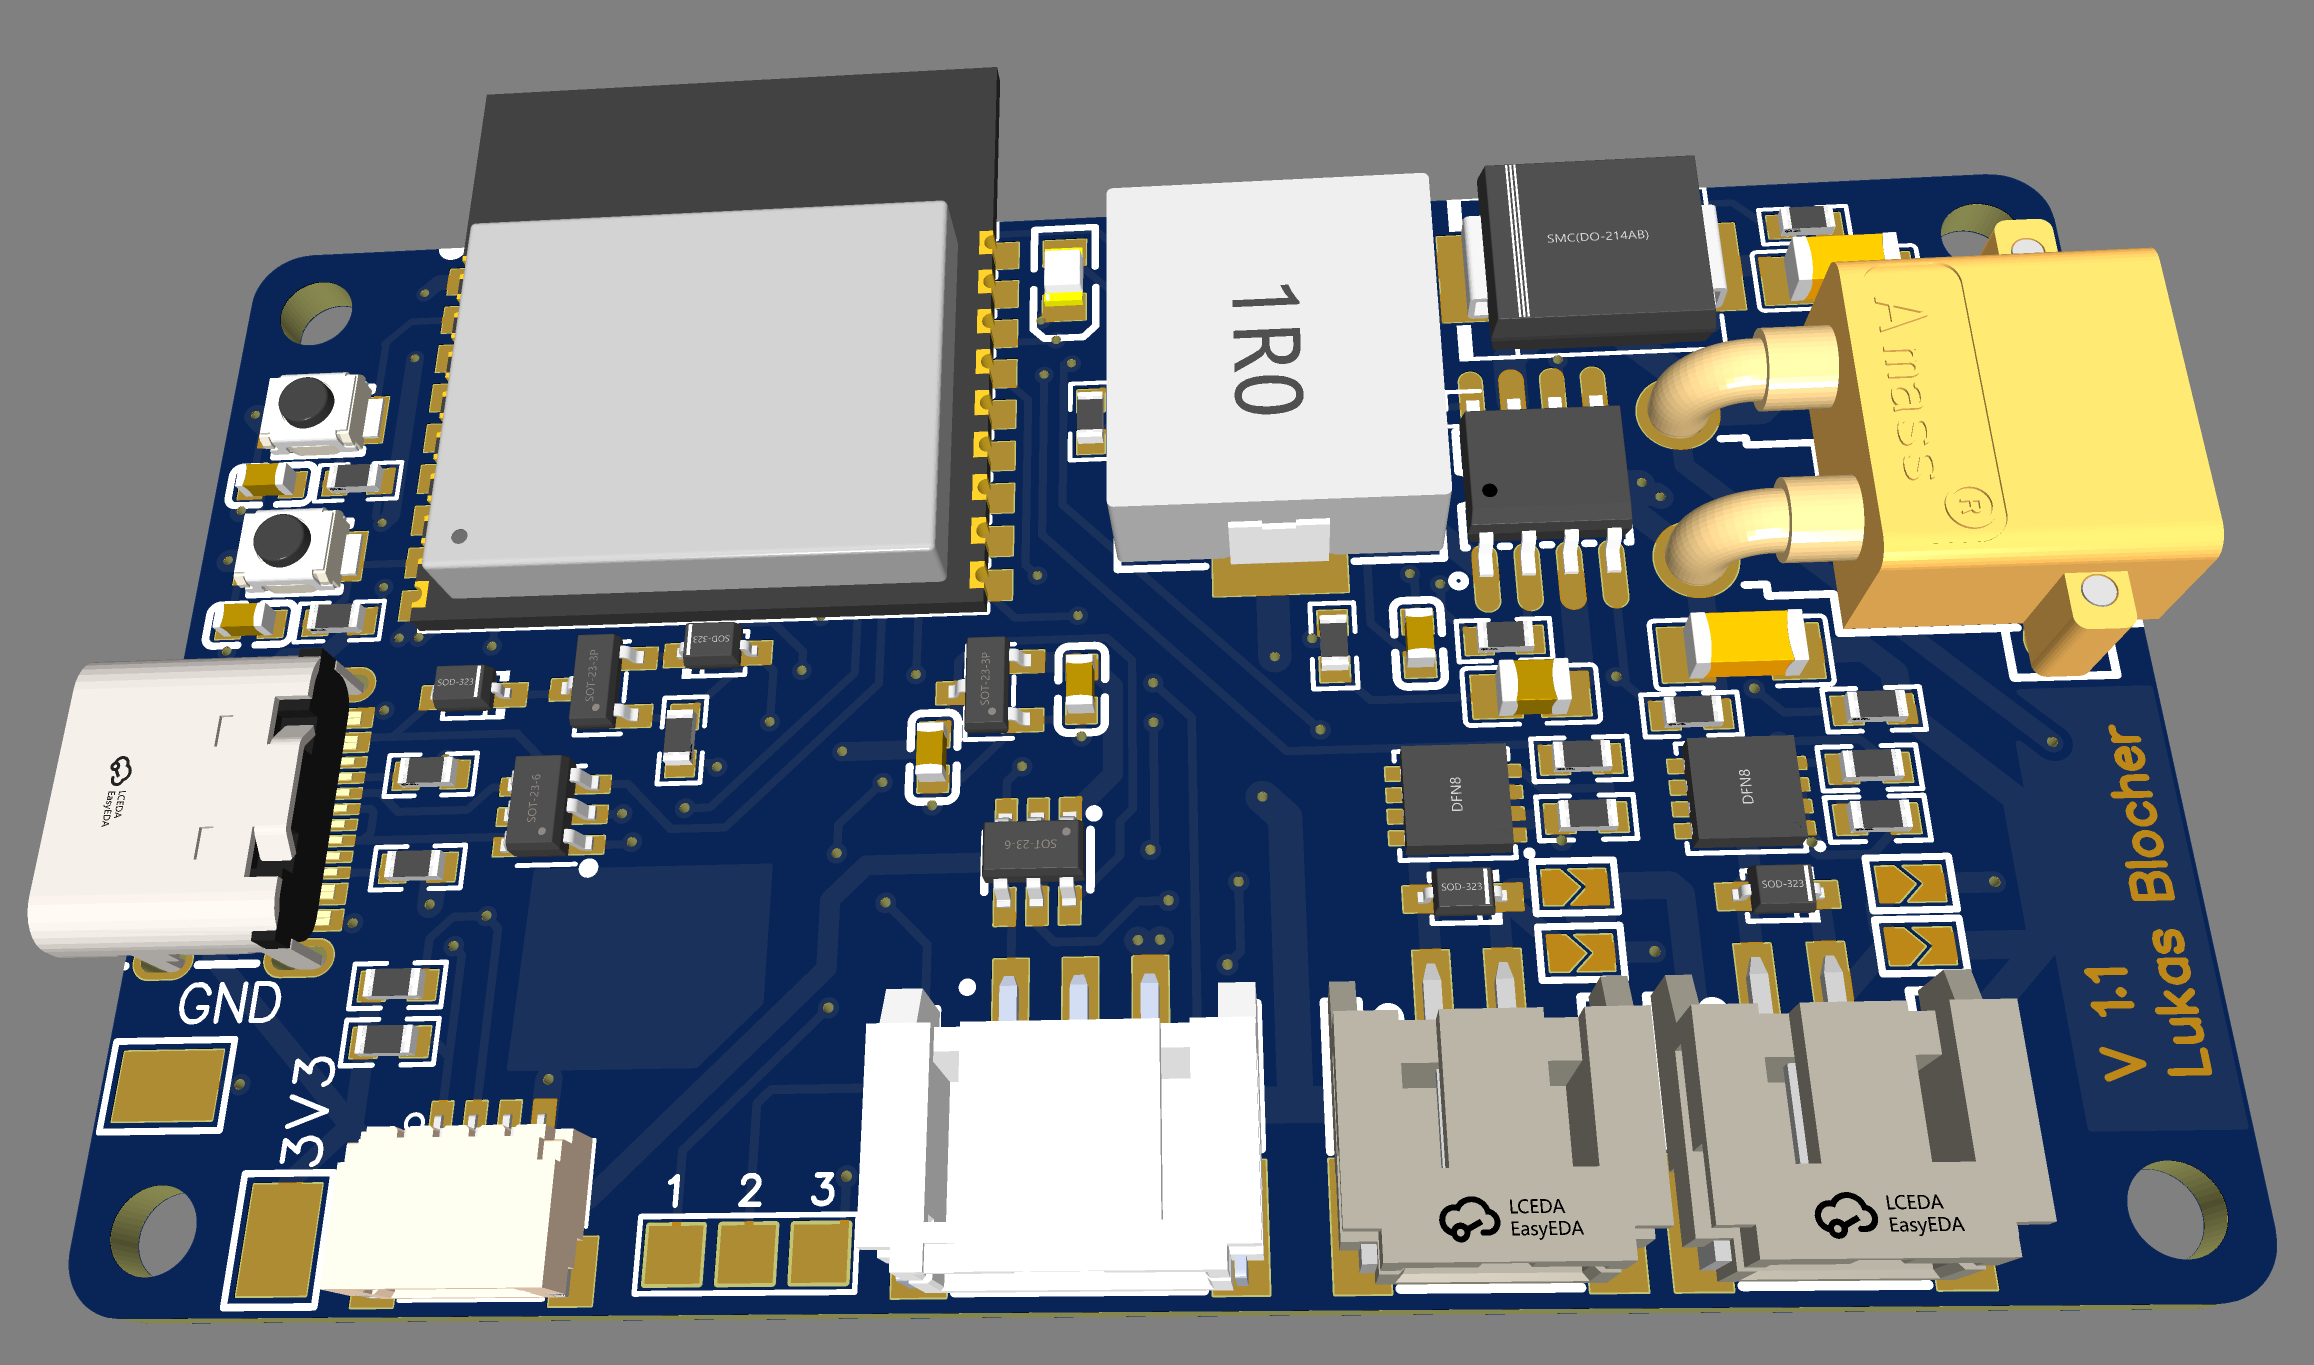 1R0
SMC(DO-214AB)
Amass
®
SOD-323
SOT-23-3P
SOD-323
SOT-23-3P
SOT-23-6
SOT-23-6
DFN8
DFN8
SOD-323
SOD-323
LCEDA
EasyEDA
GND
3V3
1 2 3
LCEDA
EasyEDA
LCEDA
EasyEDA
V 1.1
Lukas Blocher